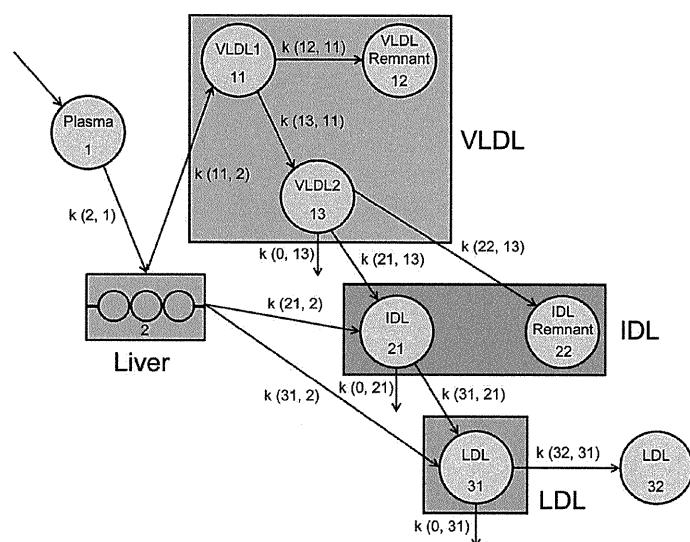 VLDL1
11
k (12, 11)
VLDL
Remnant
12
Plasma
1
k (13, 11)
VLDL
k (11, 2)
VLDL2
13
k (2, 1)
k (0, 13)
k (21, 13)
k (22, 13)
2
Liver
k (21, 2)
IDL
21
IDL
Remnant
22
IDL
k (31, 2)
k (0, 21)
k (31, 21)
LDL
31
k (32, 31)
LDL
32
LDL
k (0, 31)